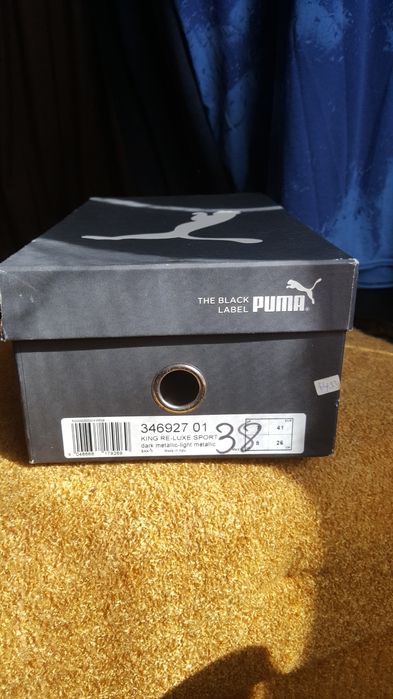 THE BLACK
LABEL PUMA®
346927 01
KING RE-LUXE SPORT
dark metallic-light metallic
Made in Italy
38
41
8 26